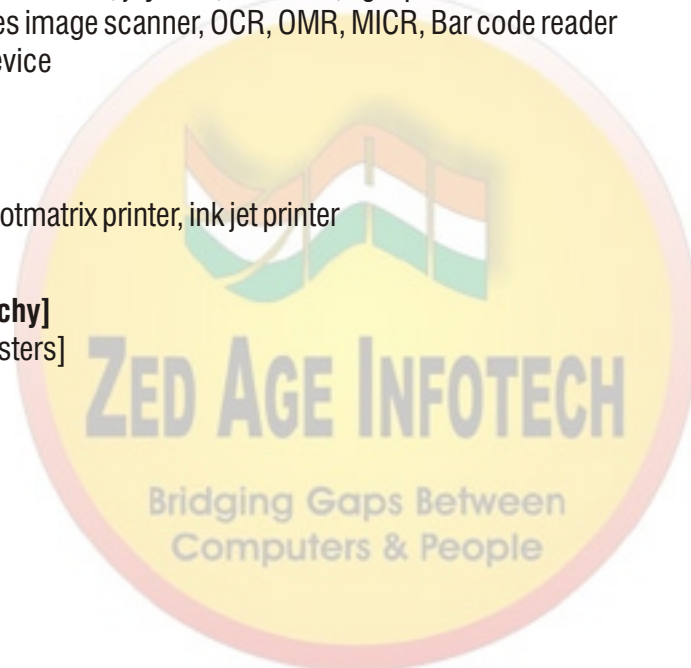 es image scanner, OCR, OMR, MICR, Bar code reader
evice
otmatrix printer, ink jet printer
chy]
sters]
ZED AGE INFOTECH
Bridging Gaps Between
Computers & People